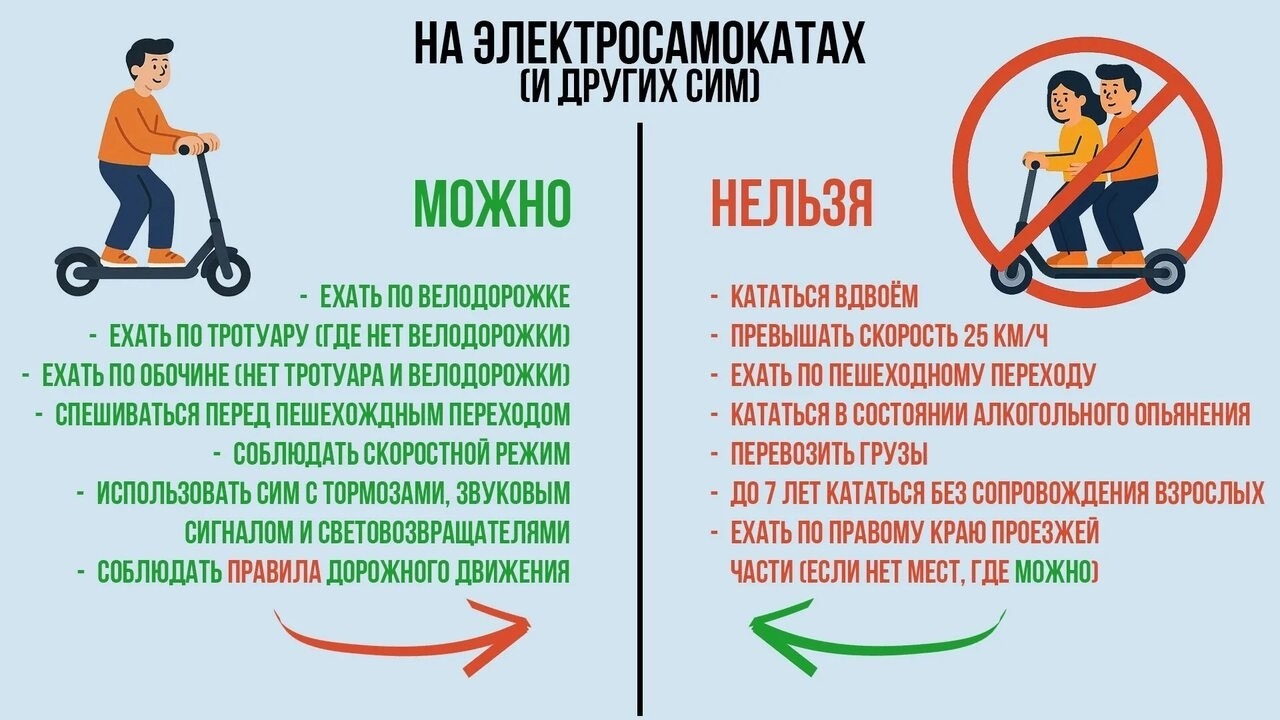 НА ЭЛЕКТРОСАМОКАТАХ
(И ДРУГИХ СИМ)
МОЖНО
- ЕХАТЬ ПО ВЕЛОДОРОЖКЕ
- ЕХАТЬ ПО ТРОТУАРУ (ГДЕ НЕТ ВЕЛОДОРОЖКИ)
- ЕХАТЬ ПО ОБОЧИНЕ (НЕТ ТРОТУАРА И ВЕЛОДОРОЖКИ)
- СПЕШИВАТЬСЯ ПЕРЕД ПЕШЕХОЖДНЫМ ПЕРЕХОДОМ
- СОБЛЮДАТЬ СКОРОСТНОЙ РЕЖИМ
- ИСПОЛЬЗОВАТЬ СИМ С ТОРМОЗАМИ, ЗВУКОВЫМ
СИГНАЛОМ И СВЕТОВОЗВРАЩАТЕЛЯМИ
- СОБЛЮДАТЬ ПРАВИЛА ДОРОЖНОГО ДВИЖЕНИЯ
НЕЛЬЗЯ
- КАТАТЬСЯ ВДВОЁМ
- ПРЕВЫШАТЬ СКОРОСТЬ 25 КМ/Ч
- ЕХАТЬ ПО ПЕШЕХОДНОМУ ПЕРЕХОДУ
- КАТАТЬСЯ В СОСТОЯНИИ АЛКОГОЛЬНОГО ОПЬЯНЕНИЯ
- ПЕРЕВОЗИТЬ ГРУЗЫ
- ДО 7 ЛЕТ КАТАТЬСЯ БЕЗ СОПРОВОЖДЕНИЯ ВЗРОСЛЫХ
- ЕХАТЬ ПО ПРАВОМУ КРАЮ ПРОЕЗЖЕЙ
ЧАСТИ (ЕСЛИ НЕТ МЕСТ, ГДЕ МОЖНО)